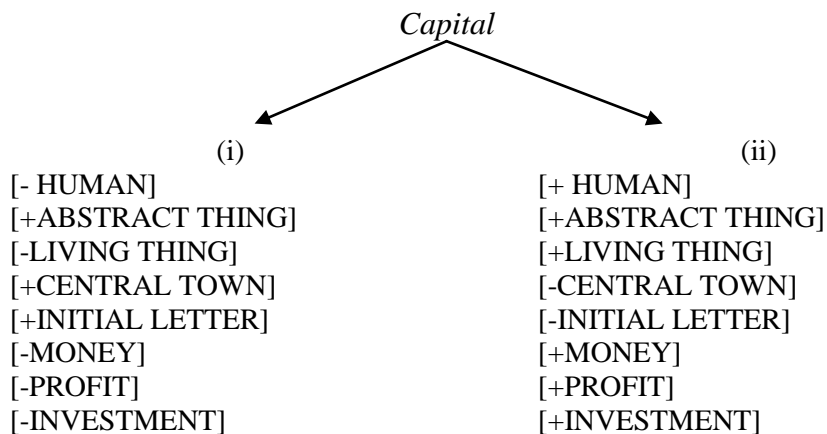 Capital
(i) (ii)
[- HUMAN] [+ HUMAN]
[+ABSTRACT THING] [+ABSTRACT THING]
[-LIVING THING] [+LIVING THING]
[+CENTRAL TOWN] [-CENTRAL TOWN]
[+INITIAL LETTER] [-INITIAL LETTER]
[-MONEY] [+MONEY]
[-PROFIT] [+PROFIT]
[-INVESTMENT] [+INVESTMENT]